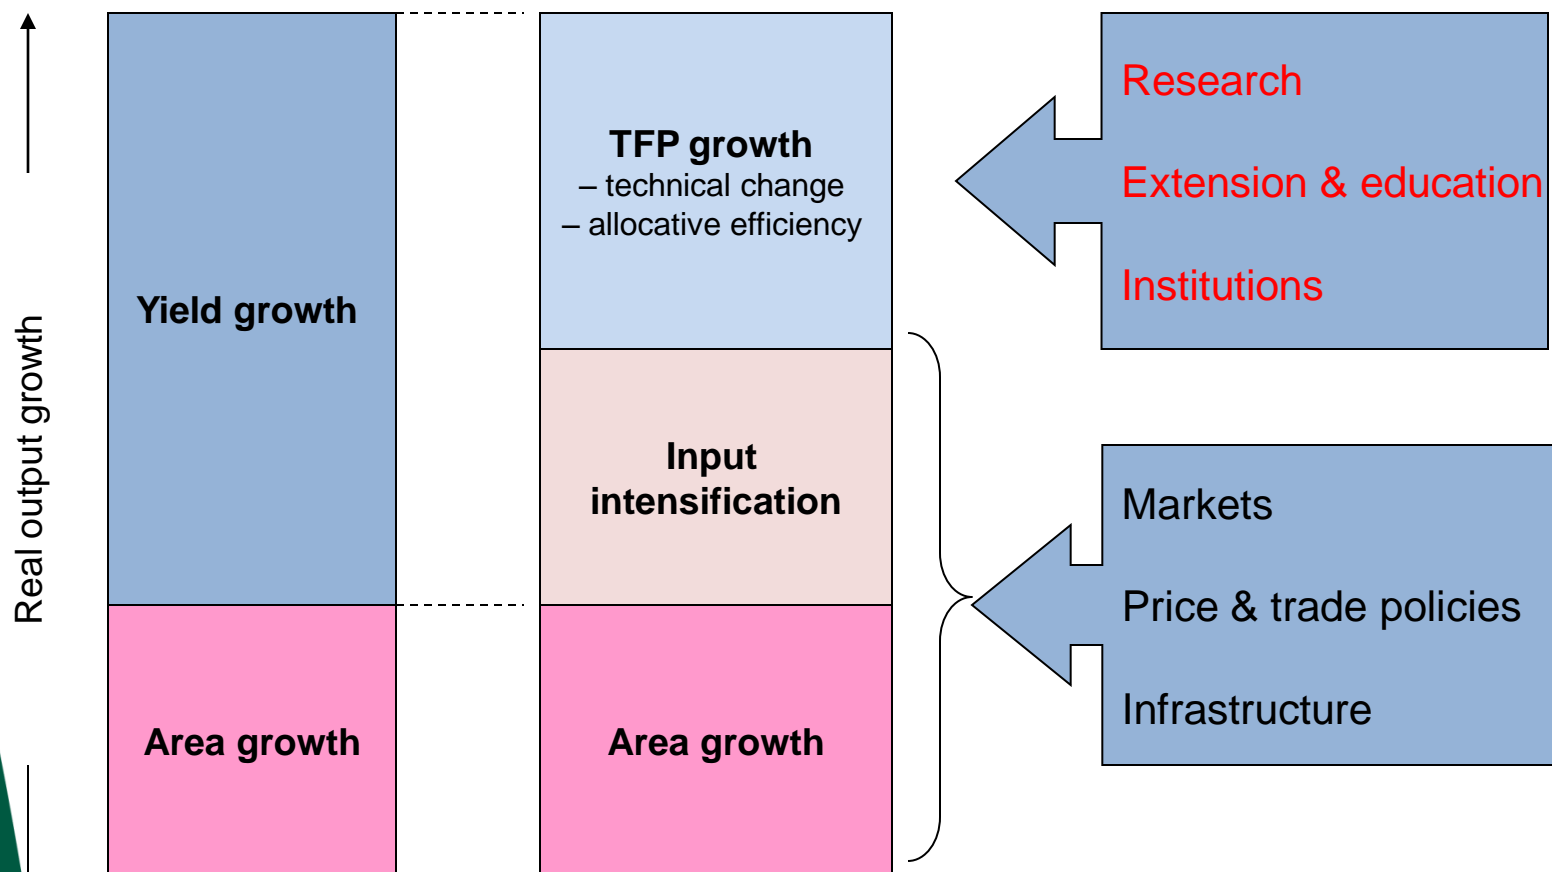 Real output growth
Yield growth
Area growth
TFP growth
– technical change
– allocative efficiency
Input
intensification
Area growth
Research
Extension & education
Institutions
Markets
Price & trade policies
Infrastructure